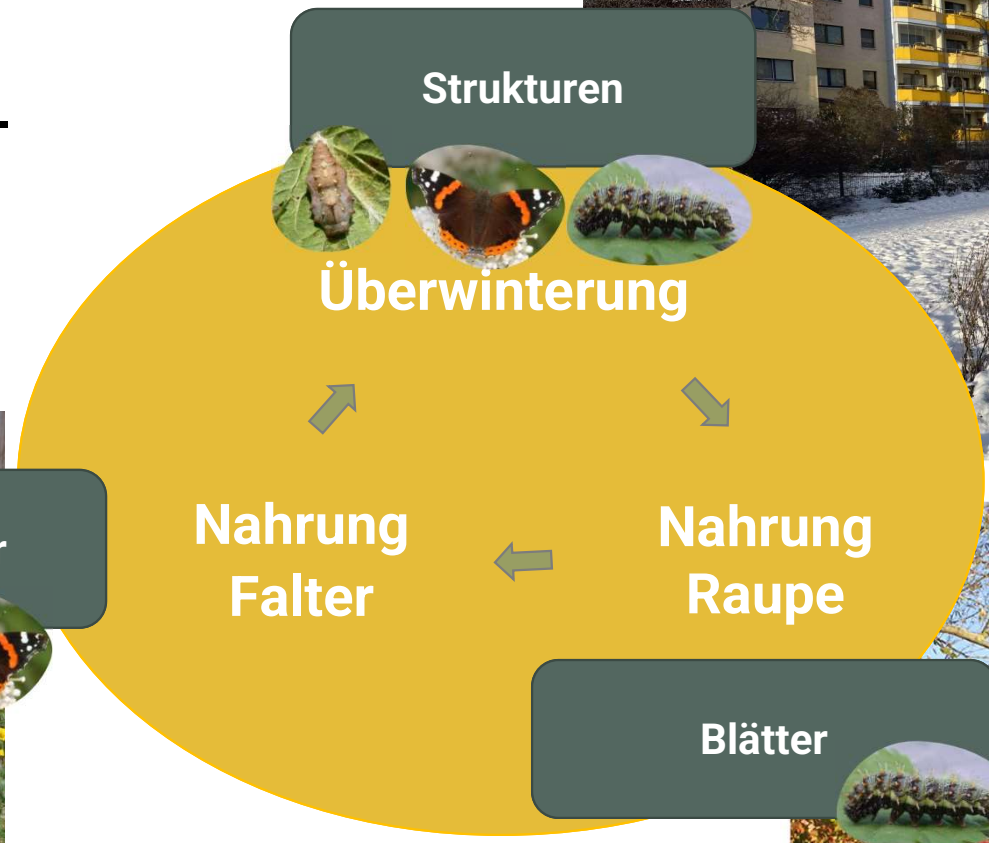 Strukturen
Überwinterung
Nahrung
Falter
Nahrung
Raupe
Blätter